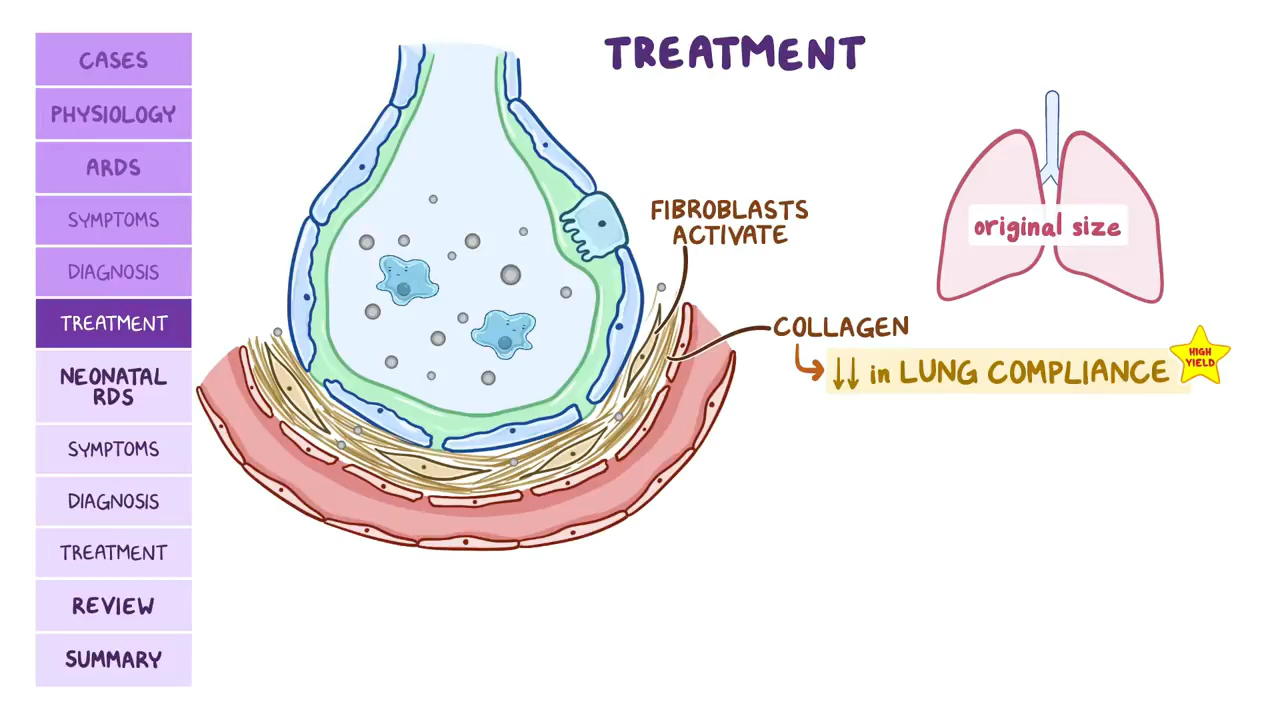 CASES
PHYSIOLOGY
ARDS
SYMPTOMS
DIAGNOSIS
TREATMENT
NEONATAL
RDS
SYMPTOMS
DIAGNOSIS
TREATMENT
REVIEW
SUMMARY
TREATMENT
FIBROBLASTS
ACTIVATE
original size
COLLAGEN
↓↓ in LUNG COMPLIANCE
HIGH
YIELD